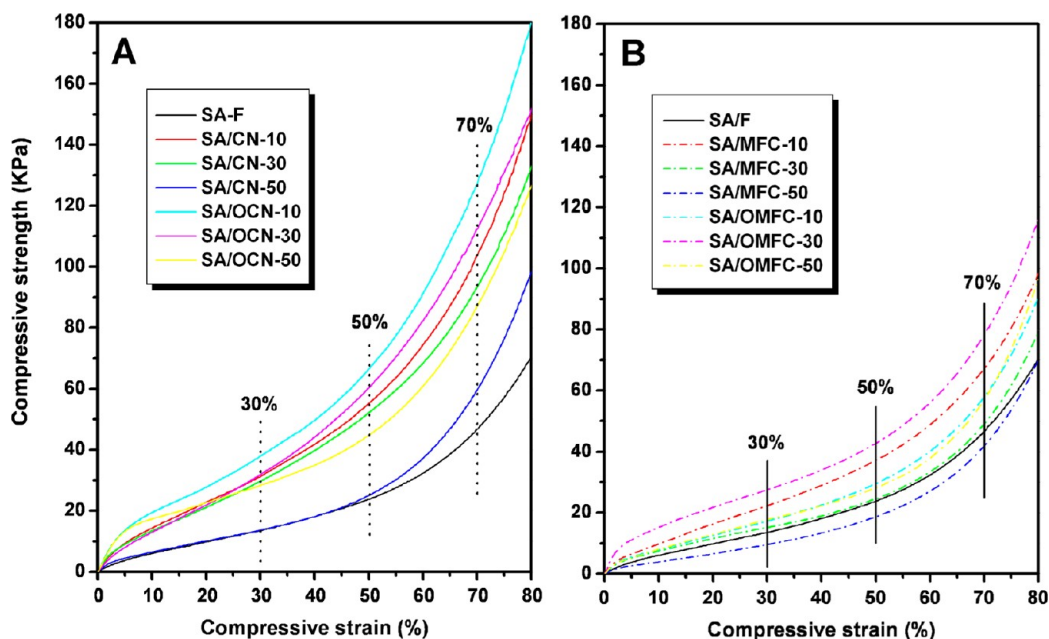 A
Compressive strength (KPa)
180
160
140
120
100
80
60
40
20
0
SA-F
SA/CN-10
SA/CN-30
SA/CN-50
SA/OCN-10
SA/OCN-30
SA/OCN-50
30%
50%
70%
0 10 20 30 40 50 60 70 80
Compressive strain (%)
B
180
160
140
120
100
80
60
40
20
0
SA/F
SA/MFC-10
SA/MFC-30
SA/MFC-50
SA/OMFC-10
SA/OMFC-30
SA/OMFC-50
30%
50%
70%
0 10 20 30 40 50 60 70 80
Compressive strain (%)